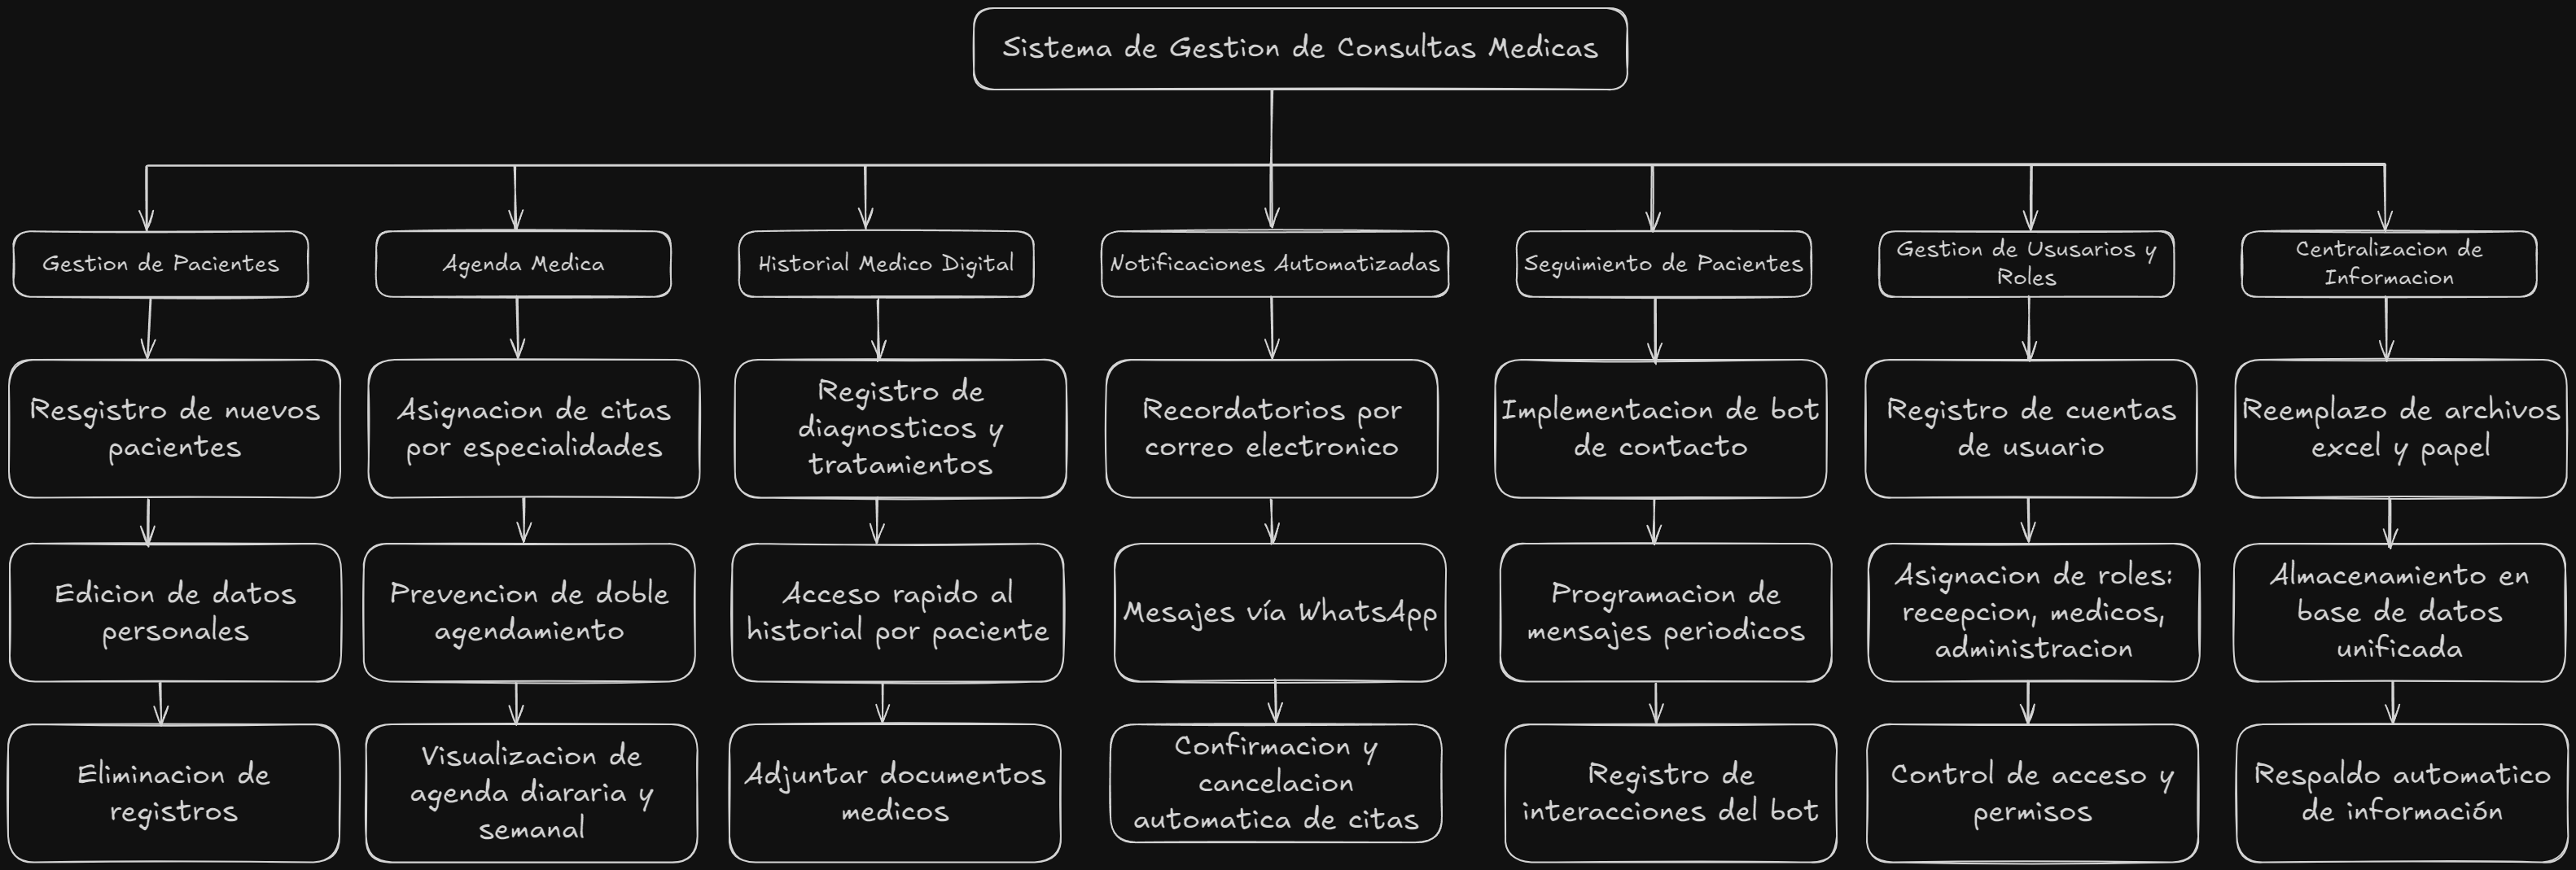 Sistema de Gestion de Consultas Medicas
Gestion de Pacientes
Agenda Medica
Historial Medico Digital
Notificaciones Automatizadas
Seguimiento de Pacientes
Gestion de Ususarios y
Roles
Centralizacion de
Informacion
Resgistro de nuevos
pacientes
Asignacion de citas
por especialidades
Registro de
diagnosticos y
tratamientos
Recordatorios por
correo electronico
Implementacion de bot
de contacto
Registro de cuentas
de usuario
Reemplazo de archivos
excel y papel
Edicion de datos
personales
Prevencion de doble
agendamiento
Acceso rapido al
historial por paciente
Mesajes vía WhatsApp
Programacion de
mensajes periodicos
Asignacion de roles:
recepcion, medicos,
administracion
Almacenamiento en
base de datos
unificada
Eliminacion de
registros
Visualizacion de
agenda diararia y
semanal
Adjuntar documentos
medicos
Confirmacion y
cancelacion
automatica de citas
Registro de
interacciones del bot
Control de acceso y
permisos
Respaldo automatico
de información